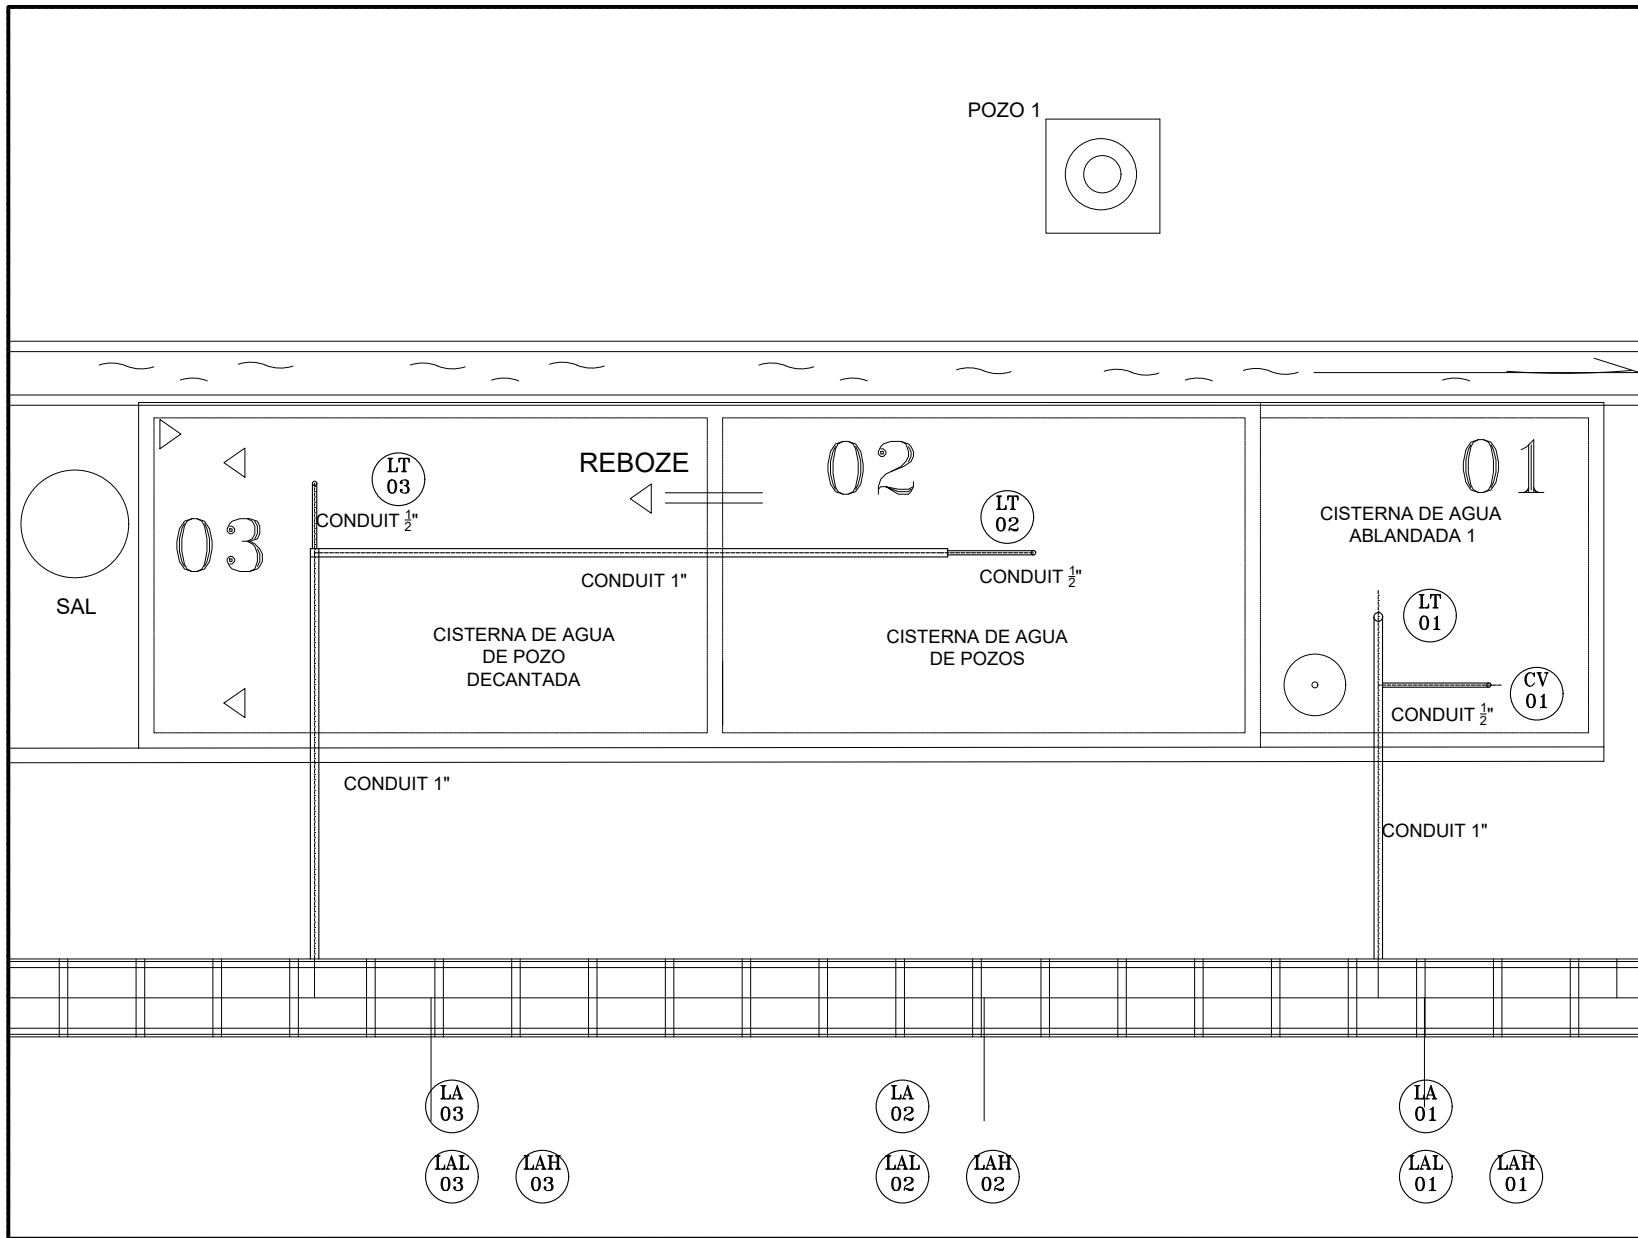 POZO 1
REBOZE
02
01
LT
03
LT
02
CISTERNA DE AGUA
ABLANDADA 1
CONDUIT ½"
03
CONDUIT 1"
CONDUIT ½"
SAL
LT
01
CISTERNA DE AGUA
DE POZO
DECANTADA
CISTERNA DE AGUA
DE POZOS
CV
01
CONDUIT ½"
CONDUIT 1"
CONDUIT 1"
LA
03
LA
02
LA
01
LAL
03
LAH
03
LAL
02
LAH
02
LAL
01
LAH
01